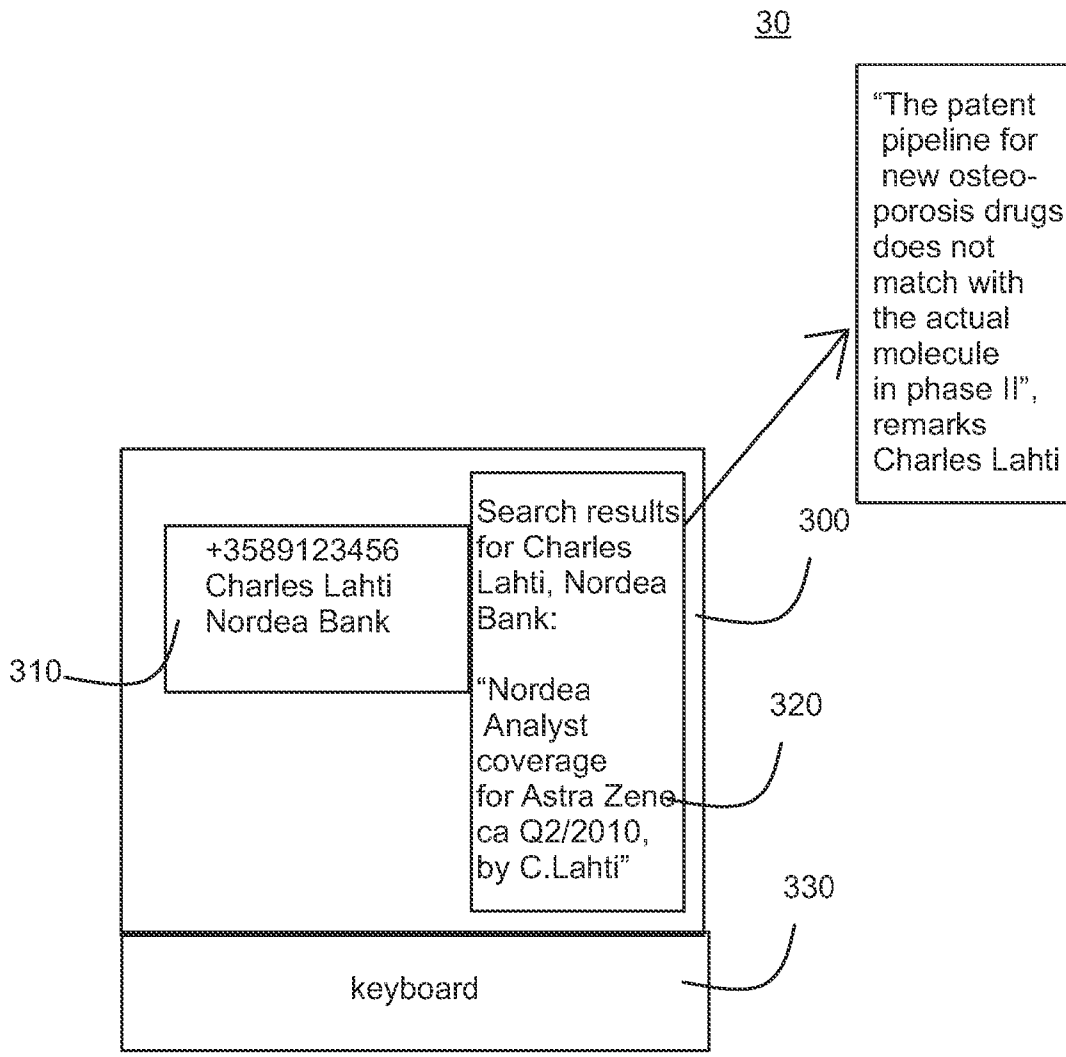 30
“The patent
pipeline for
new osteo-
porosis drugs
does not
match with
the actual
molecule
in phase II”,
remarks
Charles Lahti
300
+3589123456
Charles Lahti
Nordea Bank
310
Search results
for Charles
Lahti, Nordea
Bank:
“Nordea
Analyst
coverage
for Astra Zene
ca Q2/2010,
by C.Lahti”
320
330
keyboard